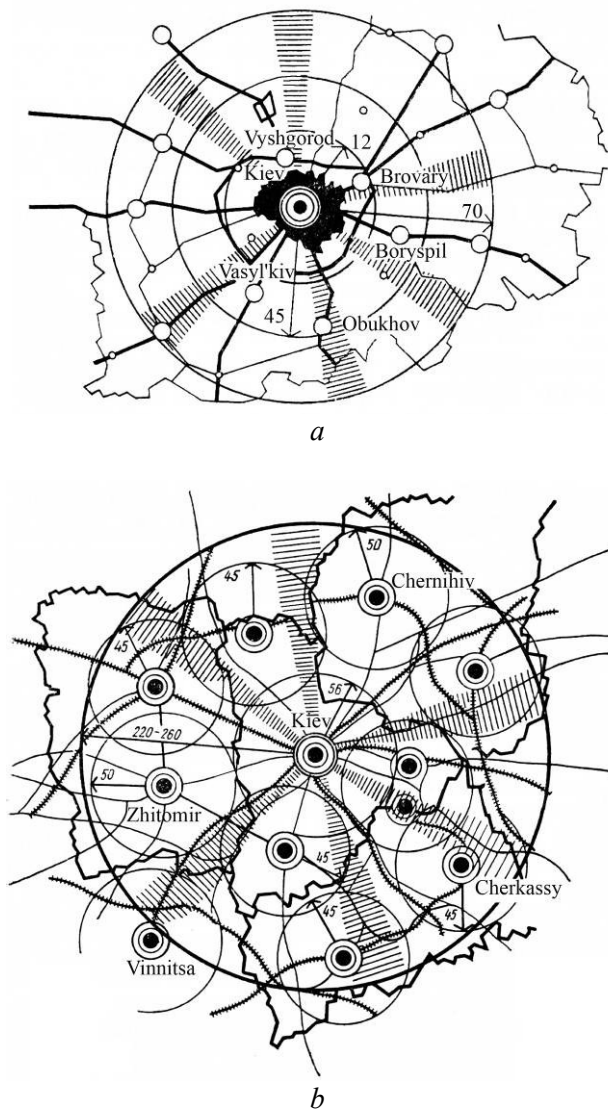 Vyshgorod
12
Kiev
Brovary
70
Boryspil
Vasyl'kiv
45
Obukhov
a
50
45
Chernihiv
45
56
Kiev
220-260
50
Zhitomir
45
Cherkassy
45
45
Vinnitsa
b